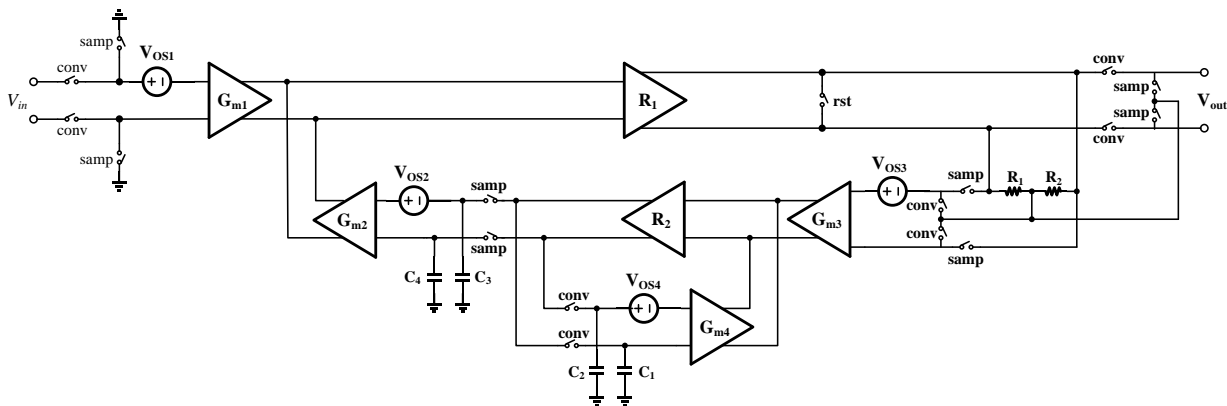 samp
conv
V_OS1
+ -
G_m1
V_in
conv
samp
R_1
rst
conv
samp
samp
V_out
conv
V_OS2
+ -
G_m2
samp
samp
C_4
C_3
R_2
G_m3
V_OS3
+ -
samp
R_1
R_2
conv
conv
samp
conv
conv
V_OS4
+ -
G_m4
C_2
C_1